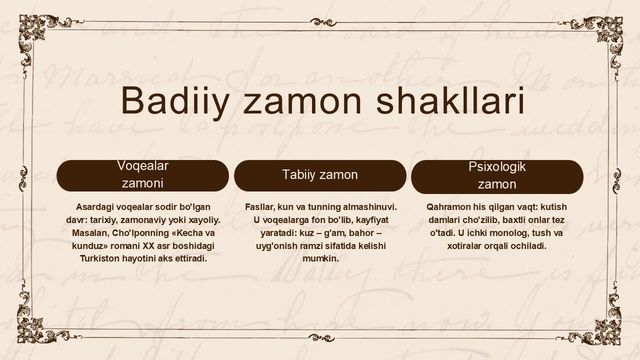 Badiiy zamon shakllari
Voqealar
zamoni
Asardagi voqealar sodir bo'lgan
davr: tarixiy, zamonaviy yoki xayoliy.
Masalan, Cho'lponning «Kecha va
kunduz» romani XX asr boshidagi
Turkiston hayotini aks ettiradi.
Tabiiy zamon
Fasllar, kun va tunning almashinuvi.
U voqealarga fon bo'lib, kayfiyat
yaratadi: kuz – g'am, bahor –
uyg'onish ramzi sifatida kelishi
mumkin.
Psixologik
zamon
Qahramon his qilgan vaqt: kutish
damlari cho'zilib, baxtli onlar tez
o'tadi. U ichki monolog, tush va
xotiralar orqali ochiladi.